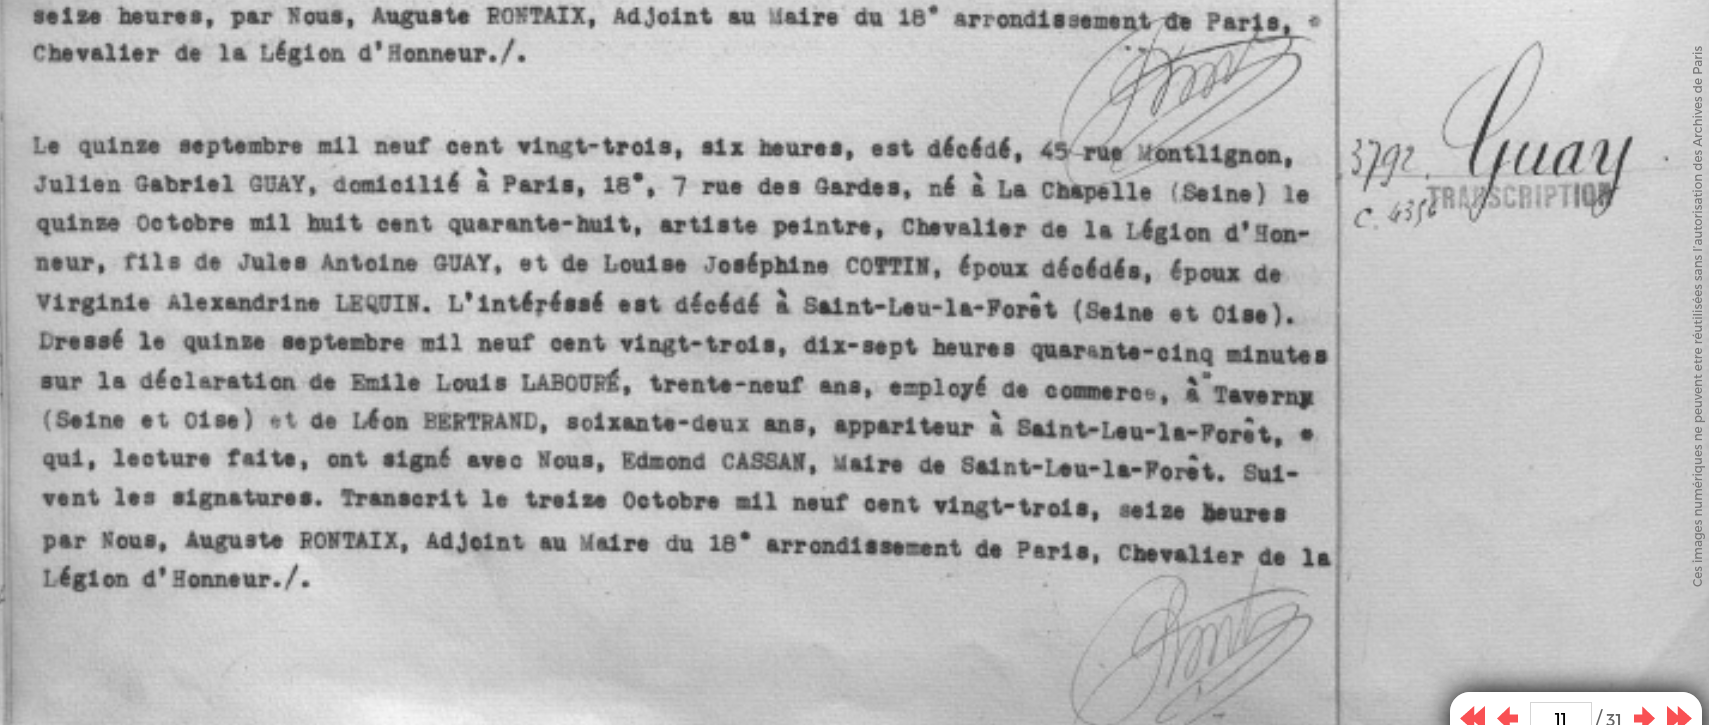 seize heures, par Nous, Auguste RONTAIX, Adjoint au Maire du 18° arrondissement de Paris,
Chevalier de la Légion d'Honneur./.
Le quinze septembre mil neuf cent vingt-trois, six heures, est décédé, 45 rue Montlignon,
Julien Gabriel GUAY, domicilié à Paris, 18°, 7 rue des Gardes, né à La Chapelle (Seine) le
quinze Octobre mil huit cent quarante-huit, artiste peintre, Chevalier de la Légion d'Hon-
neur, fils de Jules Antoine GUAY, et de Louise Joséphine COTTIN, époux décédés, époux de
Virginie Alexandrine LEQUIN. L'intéréssé est décédé à Saint-Leu-la-Forêt (Seine et Oise).
Dressé le quinze septembre mil neuf cent vingt-trois, dix-sept heures quarante-cinq minutes
sur la déclaration de Emile Louis LABOURÉ, trente-neuf ans, employé de commerce, à Taverny
(Seine et Oise) et de Léon BERTRAND, soixante-deux ans, appariteur à Saint-Leu-la-Forêt,
qui, lecture faite, ont signé avec Nous, Edmond CASSAN, Maire de Saint-Leu-la-Forêt. Sui-
vent les signatures. Transcrit le treize Octobre mil neuf cent vingt-trois, seize heures
par Nous, Auguste RONTAIX, Adjoint au Maire du 18° arrondissement de Paris, Chevalier de la
Légion d'Honneur./.
3792. Guay
TRANSCRIPTION
C.
Ces images numériques ne peuvent etre réutilisées sans l'autorisation des Archives de Paris
11 / 31